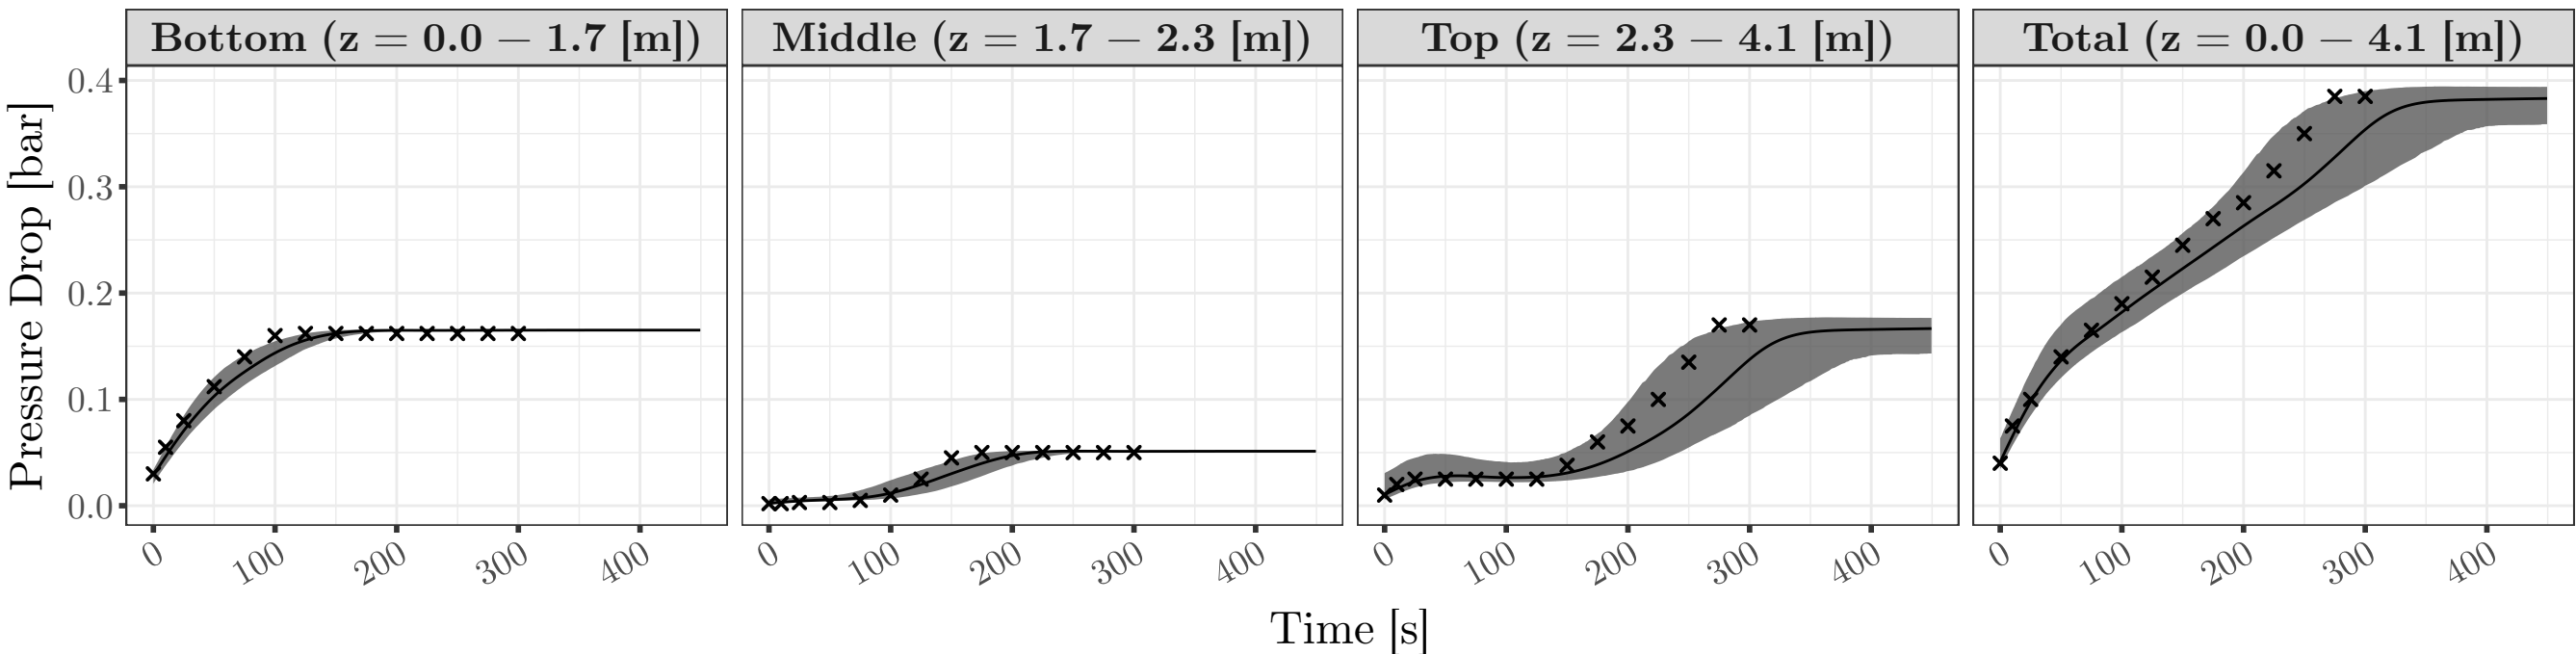 Bottom (z = 0.0 − 1.7 [m])
Middle (z = 1.7 − 2.3 [m])
Top (z = 2.3 − 4.1 [m])
Total (z = 0.0 − 4.1 [m])
Pressure Drop [bar]
0.4
0.3
0.2
0.1
0.0
0 100 200 300 400
0 100 200 300 400
0 100 200 300 400
0 100 200 300 400
Time [s]